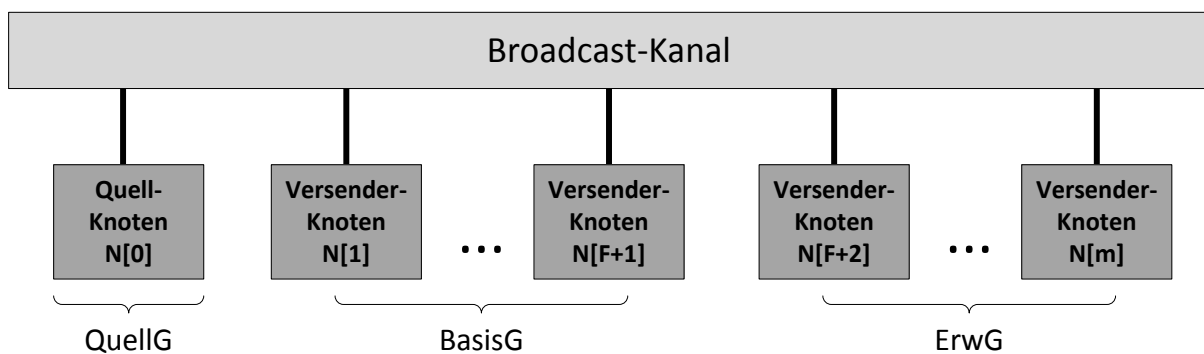 Broadcast-Kanal
Quell-
Knoten
N[0]
Versender-
Knoten
N[1]
...
Versender-
Knoten
N[F+1]
Versender-
Knoten
N[F+2]
...
Versender-
Knoten
N[m]
QuellG
BasisG
ErwG